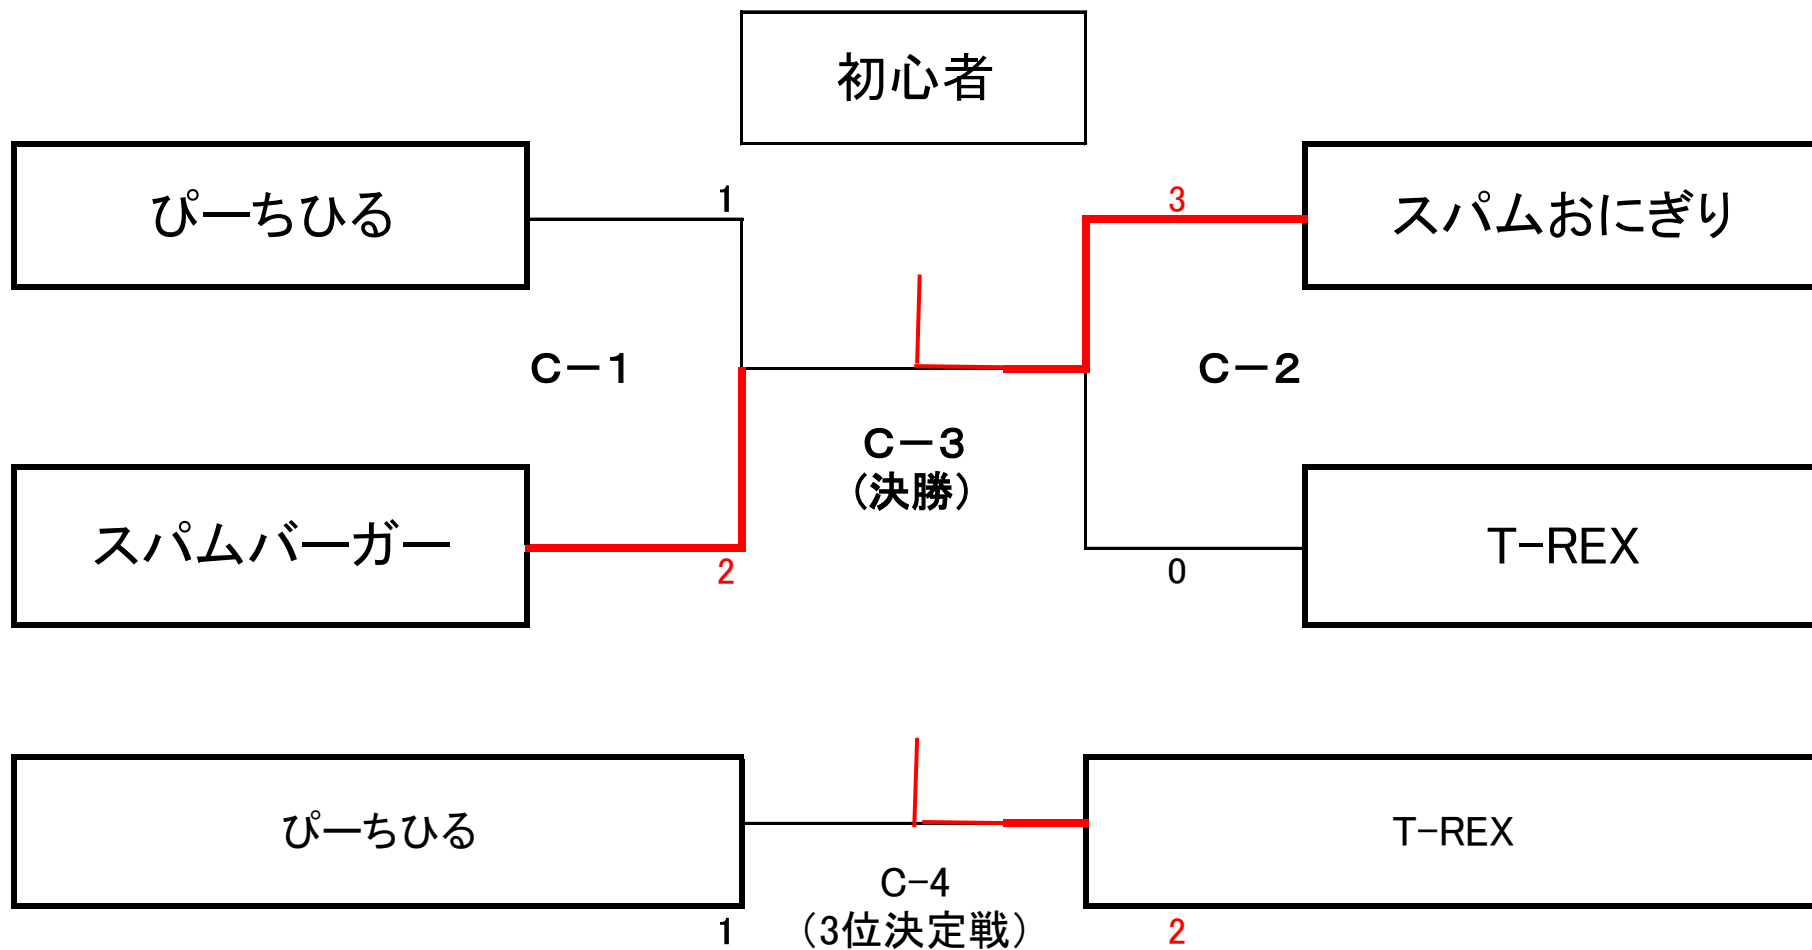 初心者
ぴーちひる
1
3
スパムおにぎり
C－1
C－2
C－3
（決勝）
スパムバーガー
2
0
T-REX
ぴーちひる
T-REX
C-4
（3位決定戦）
1
2